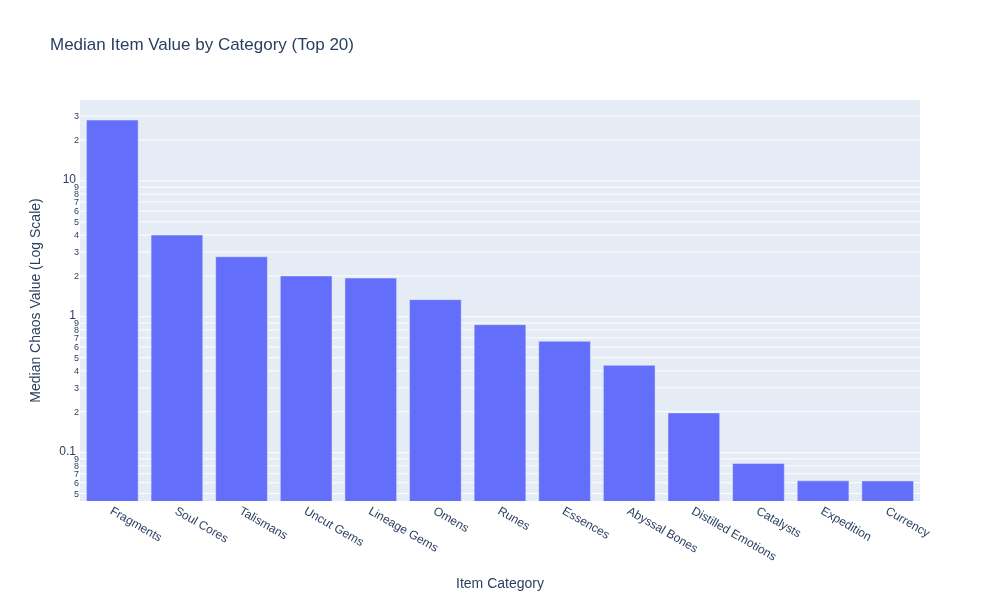 Median Item Value by Category (Top 20)
Median Chaos Value (Log Scale)
3
2
10
9
8
7
6
5
4
3
2
1
9
8
7
6
5
4
3
2
0.1
9
8
7
6
5
Fragments
Soul Cores
Talismans
Uncut Gems
Lineage Gems
Omens
Runes
Essences
Abyssal Bones
Distilled Emotions
Catalysts
Expedition
Currency
Item Category